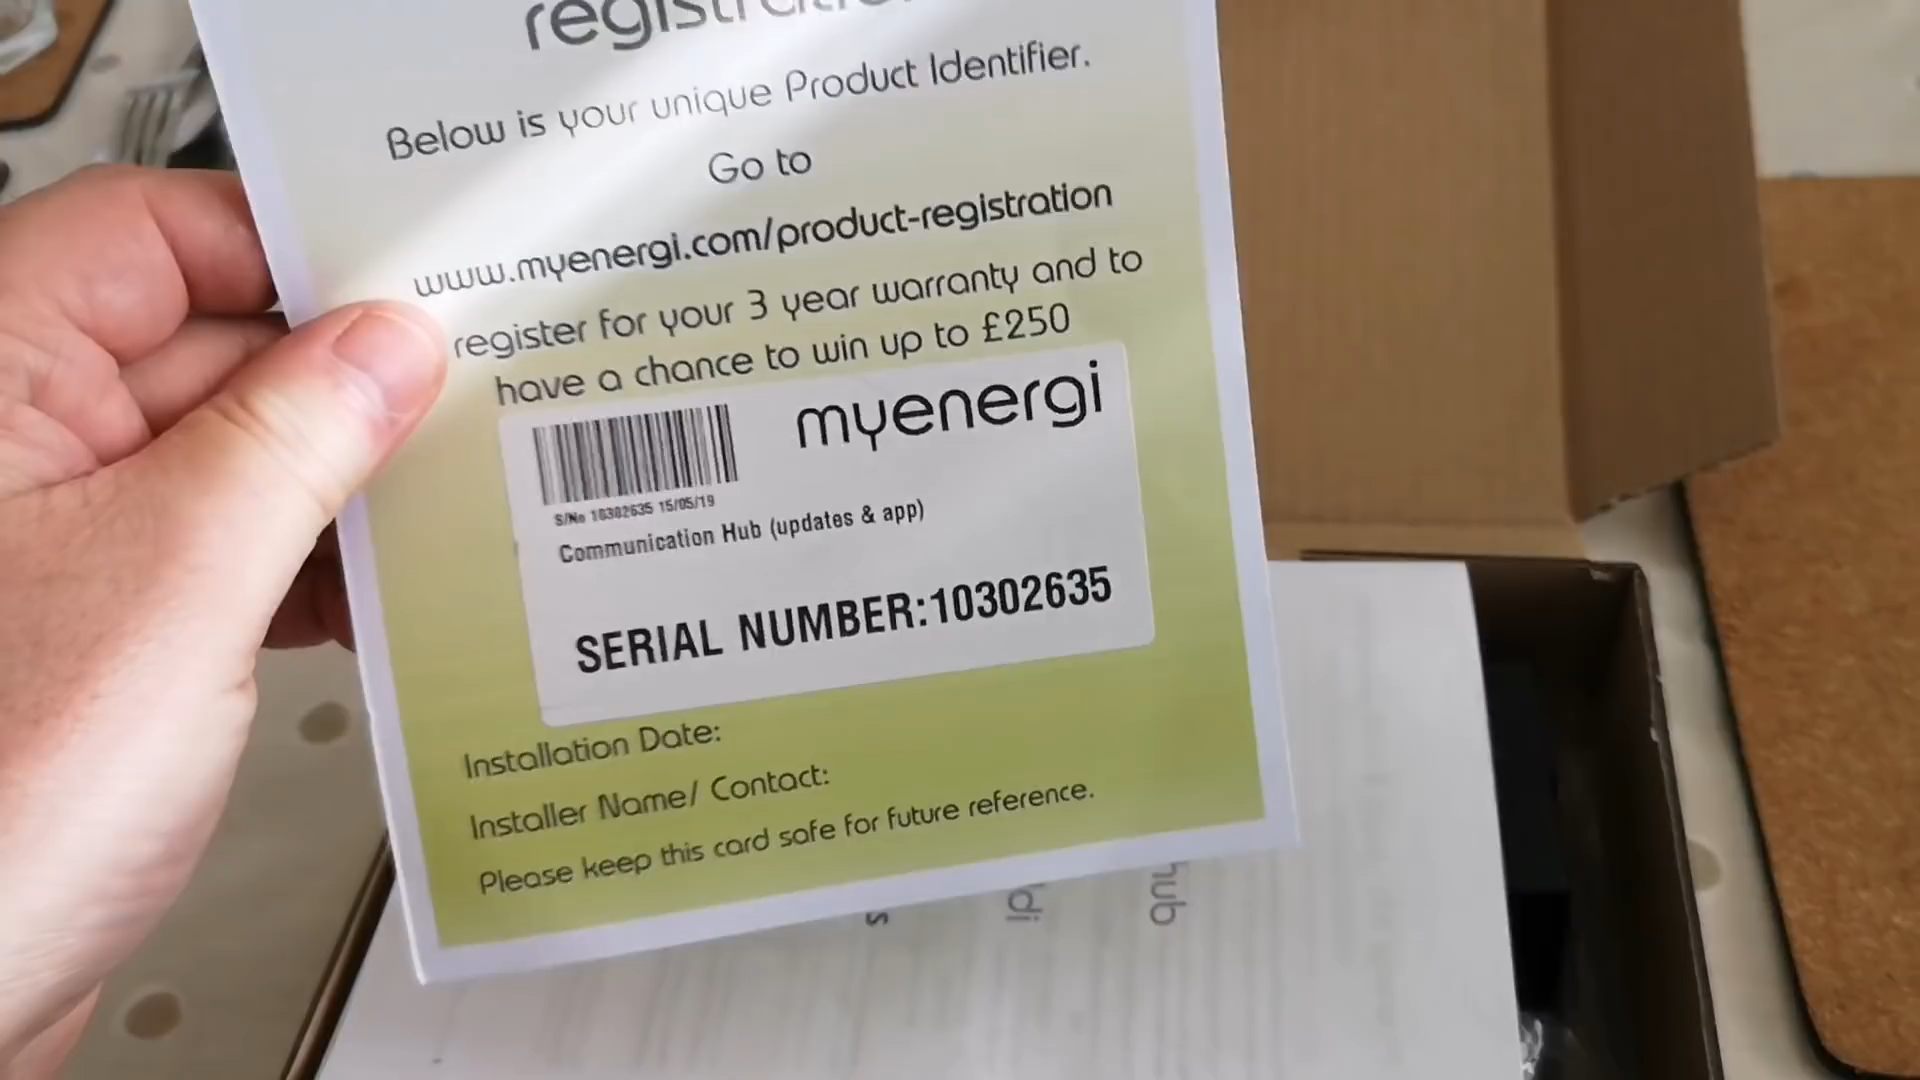 registration
Below is your unique Product Identifier.
Go to
www.myenergi.com/product-registration
register for your 3 year warranty and to
have a chance to win up to £250
myenergi
S/No 10302635 15/05/19
Communication Hub (updates & app)
SERIAL NUMBER:10302635
Installation Date:
Installer Name/ Contact:
Please keep this card safe for future reference.
hub